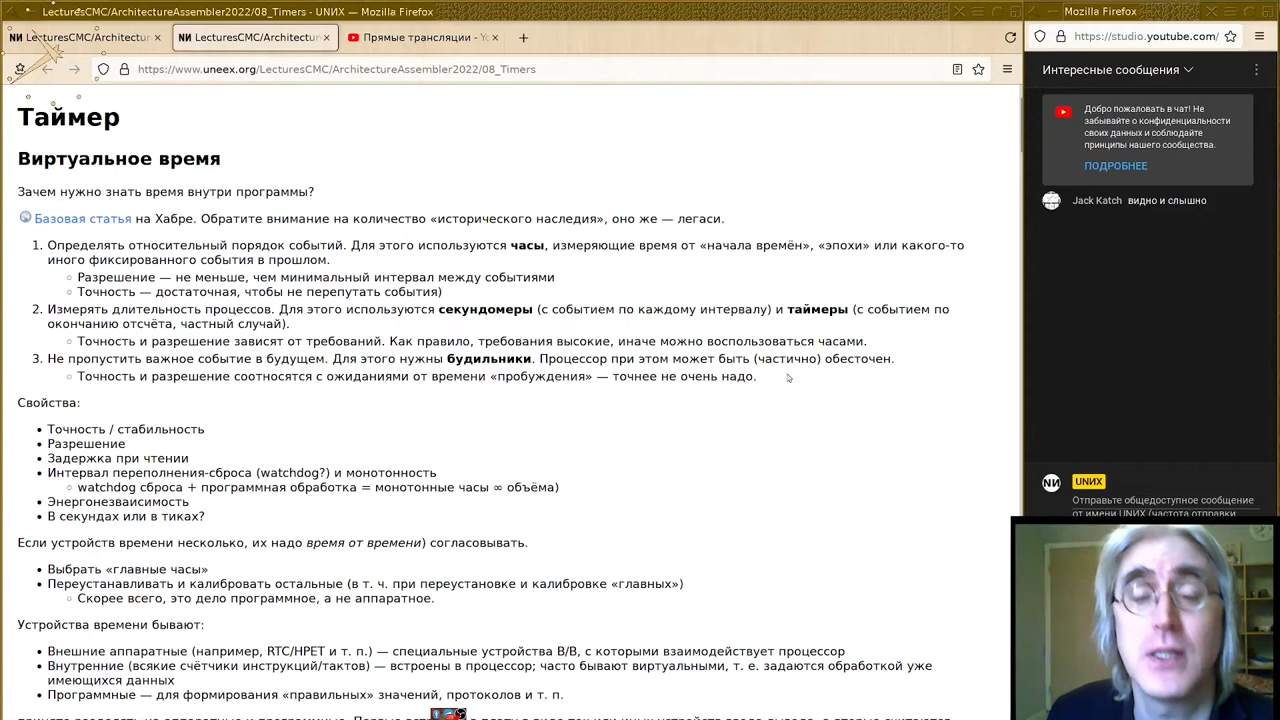 LecturesCMC/ArchitectureAssembler2022/08_Timers - UNИX — Mozilla Firefox
Mozilla Firefox
LecturesCMC/Architectur
LecturesCMC/Architectur
Прямые трансляции - Yo
https://www.uneex.org/LecturesCMC/ArchitectureAssembler2022/08_Timers
https://studio.youtube.com/
Таймер
Виртуальное время
Зачем нужно знать время внутри программы?
Базовая статья на Хабре. Обратите внимание на количество «исторического наследия», оно же — легаси.
1. Определять относительный порядок событий. Для этого используются часы, измеряющие время от «начала времён», «эпохи» или какого-то
иного фиксированного события в прошлом.
Разрешение — не меньше, чем минимальный интервал между событиями
Точность — достаточная, чтобы не перепутать события)
2. Измерять длительность процессов. Для этого используются секундомеры (с событием по каждому интервалу) и таймеры (с событием по
окончанию отсчёта, частный случай).
Точность и разрешение зависят от требований. Как правило, требования высокие, иначе можно воспользоваться часами.
3. Не пропустить важное событие в будущем. Для этого нужны будильники. Процессор при этом может быть (частично) обесточен.
Точность и разрешение соотносятся с ожиданиями от времени «пробуждения» — точнее не очень надо.
Свойства:
Точность / стабильность
Разрешение
Задержка при чтении
Интервал переполнения-сброса (watchdog?) и монотонность
watchdog сброса + программная обработка = монотонные часы ∞ объёма)
Энергонезваисимость
В секундах или в тиках?
Если устройств времени несколько, их надо время от времени) согласовывать.
Выбрать «главные часы»
Переустанавливать и калибровать остальные (в т. ч. при переустановке и калибровке «главных»)
Скорее всего, это дело программное, а не аппаратное.
Устройства времени бывают:
Внешние аппаратные (например, RTC/HPET и т. п.) — специальные устройства В/В, с которыми взаимодействует процессор
Внутренние (всякие счётчики инструкций/тактов) — встроены в процессор; часто бывают виртуальными, т. е. задаются обработкой уже
имеющихся данных
Программные — для формирования «правильных» значений, протоколов и т. п.
Интересные сообщения
Добро пожаловать в чат! Не
забывайте о конфиденциальности
своих данных и соблюдайте
принципы нашего сообщества.
ПОДРОБНЕЕ
Jack Katch видно и слышно
UNИX
Отправьте общедоступное сообщение
от имени UNИX (частота отправки